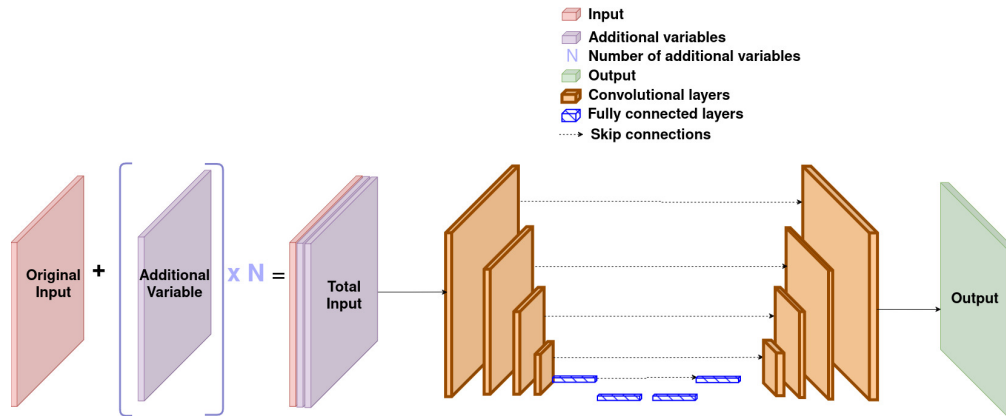 Input
Additional variables
N Number of additional variables
Output
Convolutional layers
Fully connected layers
Skip connections
Original
Input
+
Additional
Variable
x N =
Total
Input
Output